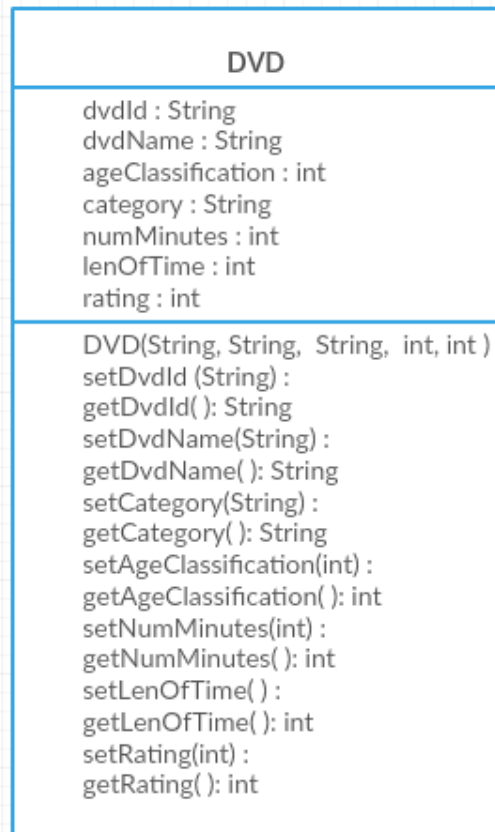 DVD
dvdId : String
dvdName : String
ageClassification : int
category : String
numMinutes : int
lenOfTime : int
rating : int
DVD(String, String,  String,  int, int )
setDvdId (String) :
getDvdId( ): String
setDvdName(String) :
getDvdName( ): String
setCategory(String) :
getCategory( ): String
setAgeClassification(int) :
getAgeClassification( ): int
setNumMinutes(int) :
getNumMinutes( ): int
setLenOfTime( ) :
getLenOfTime( ): int
setRating(int) :
getRating( ): int